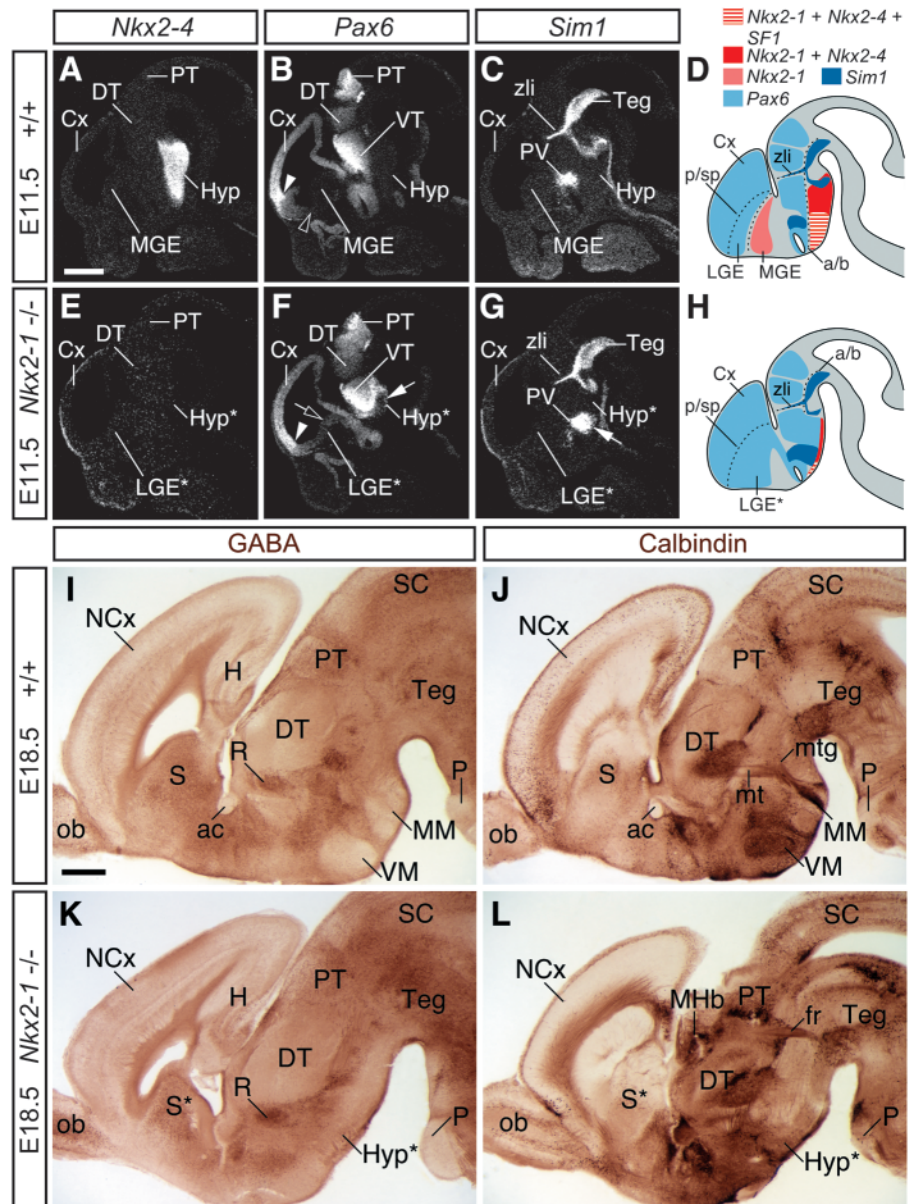 Nkx2-4
Pax6
Sim1
Nkx2-1 + Nkx2-4 +
SF1
Nkx2-1 + Nkx2-4
Nkx2-1
Sim1
Pax6
E11.5 +/+
A
PT
DT
Cx
Hyp
MGE
B
PT
DT
Cx
VT
Hyp
MGE
C
zli
Cx
Teg
PV
Hyp
MGE
D
Cx
zli
p/sp
LGE
MGE
a/b
E11.5 Nkx2-1 -/-
E
PT
DT
Cx
Hyp*
LGE*
F
PT
DT
Cx
VT
Hyp*
LGE*
G
zli
Cx
Teg
PV
Hyp*
LGE*
H
a/b
Cx
zli
p/sp
LGE*
GABA
Calbindin
E18.5 +/+
I
SC
NCx
PT
H
Teg
DT
R
S
P
ac
MM
ob
VM
J
SC
NCx
PT
Teg
DT
mtg
S
P
mt
ac
MM
ob
VM
E18.5 Nkx2-1 -/-
K
SC
NCx
PT
H
Teg
DT
R
S*
P
ob
Hyp*
L
SC
NCx
MHb
PT
fr
Teg
DT
S*
P
ob
Hyp*